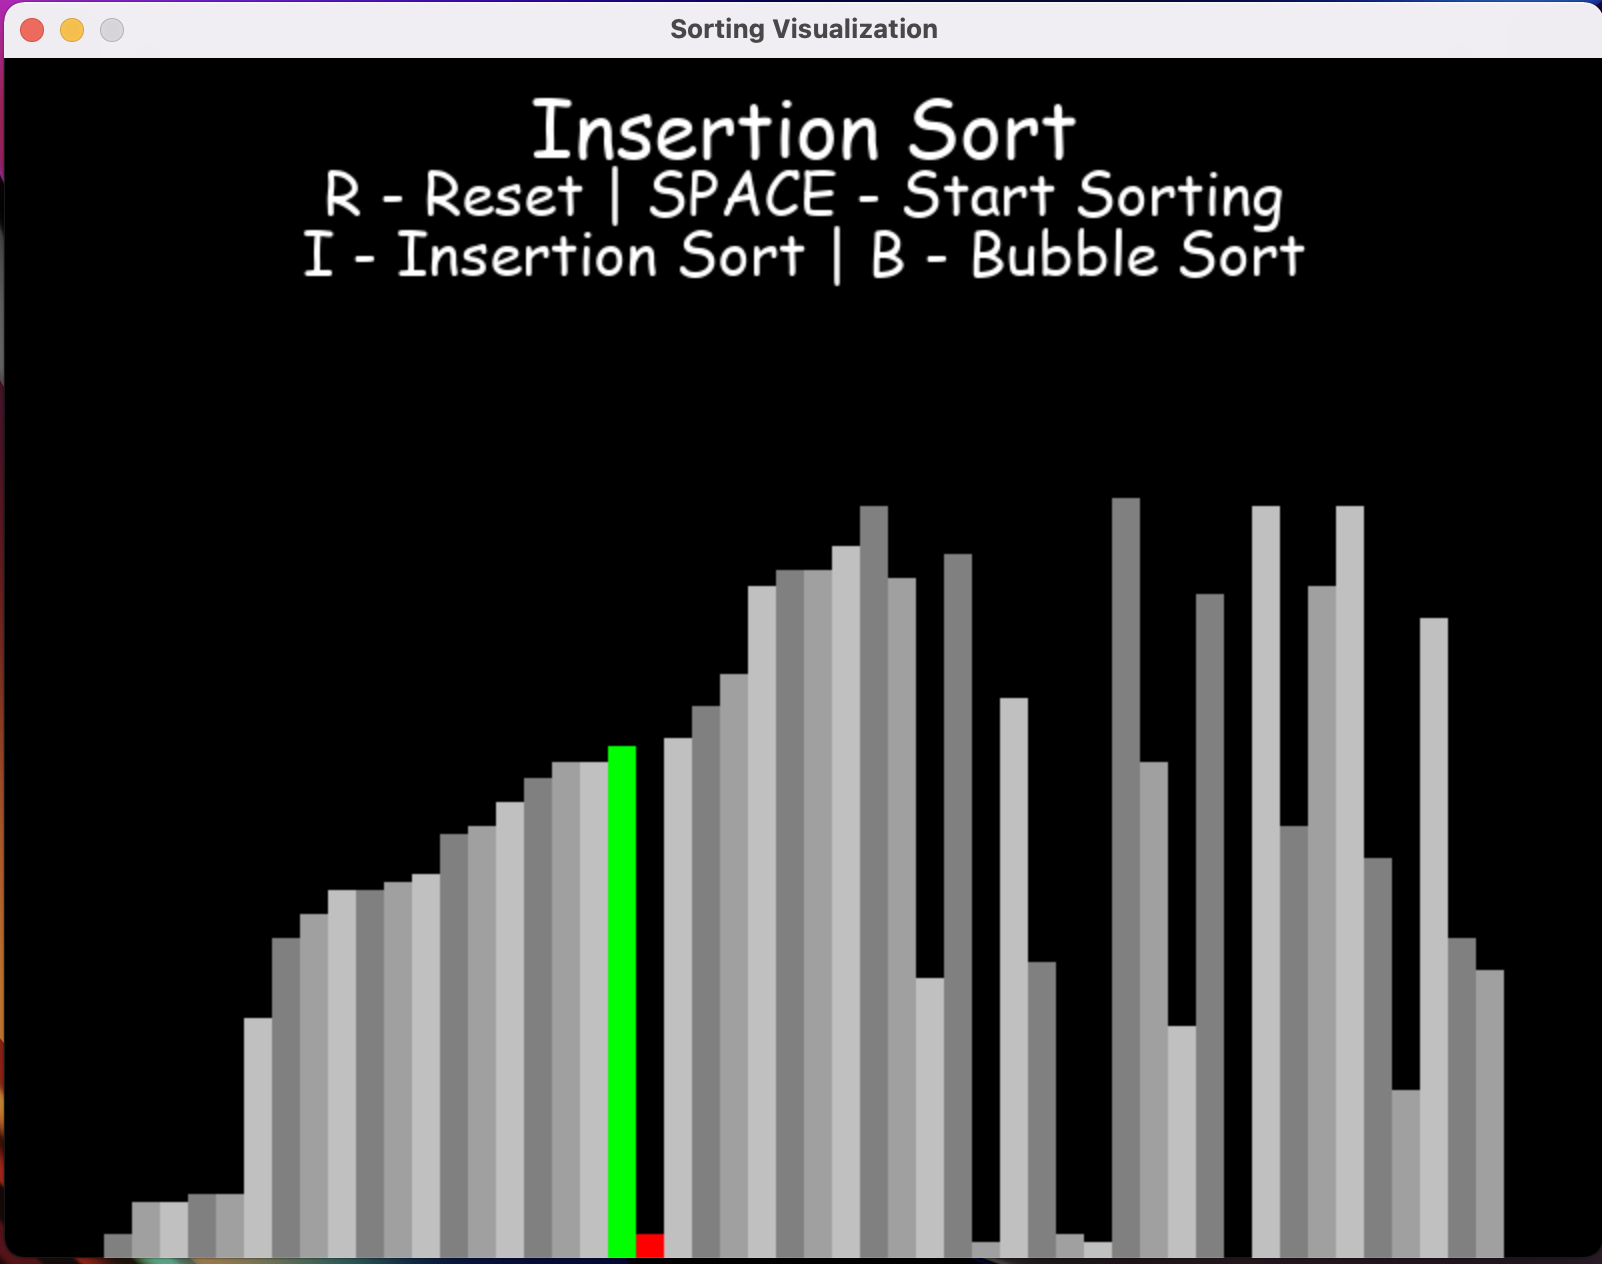 Sorting Visualization
Insertion Sort
R - Reset | SPACE - Start Sorting
I - Insertion Sort | B - Bubble Sort